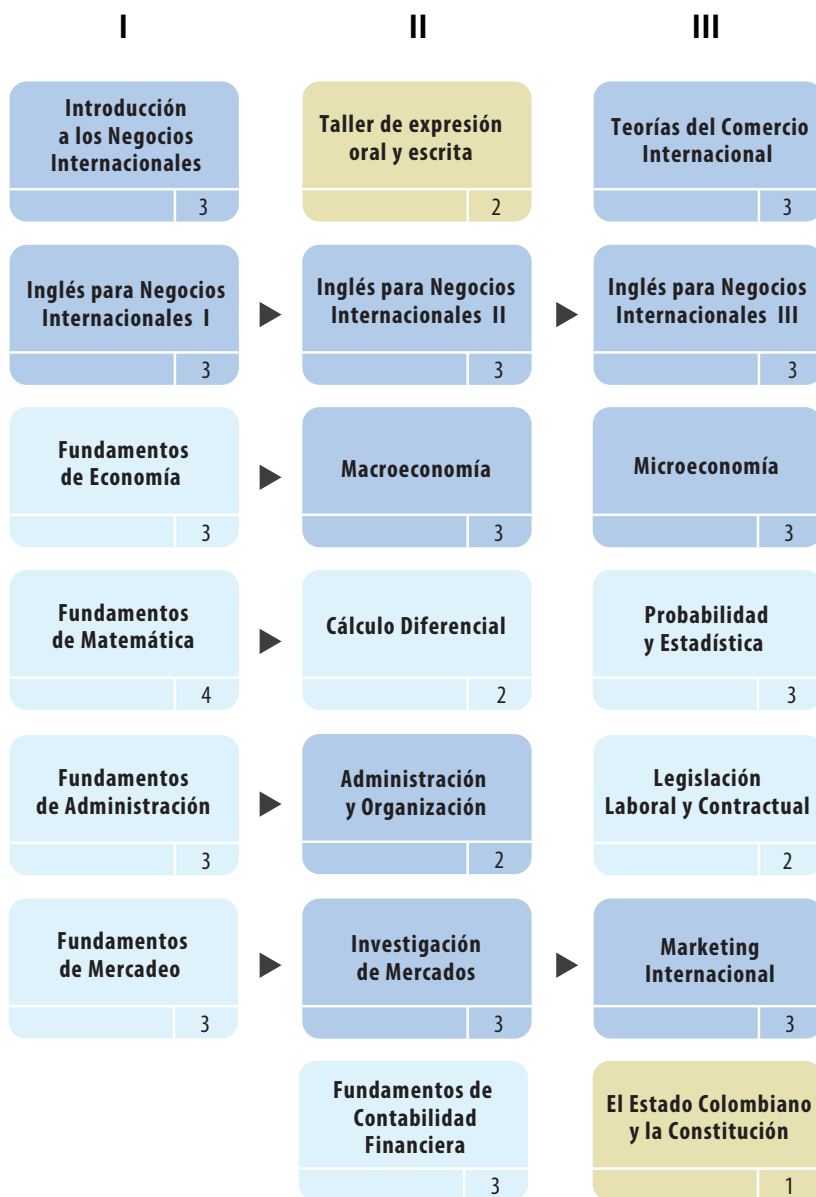 I
II
III
Introducción
a los Negocios
Internacionales
3
Taller de expresión
oral y escrita
2
Teorías del Comercio
Internacional
3
Inglés para Negocios
Internacionales I
3
Inglés para Negocios
Internacionales II
3
Inglés para Negocios
Internacionales III
3
Fundamentos
de Economía
3
Macroeconomía
3
Microeconomía
3
Fundamentos
de Matemática
4
Cálculo Diferencial
2
Probabilidad
y Estadística
3
Fundamentos
de Administración
3
Administración
y Organización
2
Legislación
Laboral y Contractual
2
Fundamentos
de Mercadeo
3
Investigación
de Mercados
3
Marketing
Internacional
3
Fundamentos de
Contabilidad
Financiera
3
El Estado Colombiano
y la Constitución
1